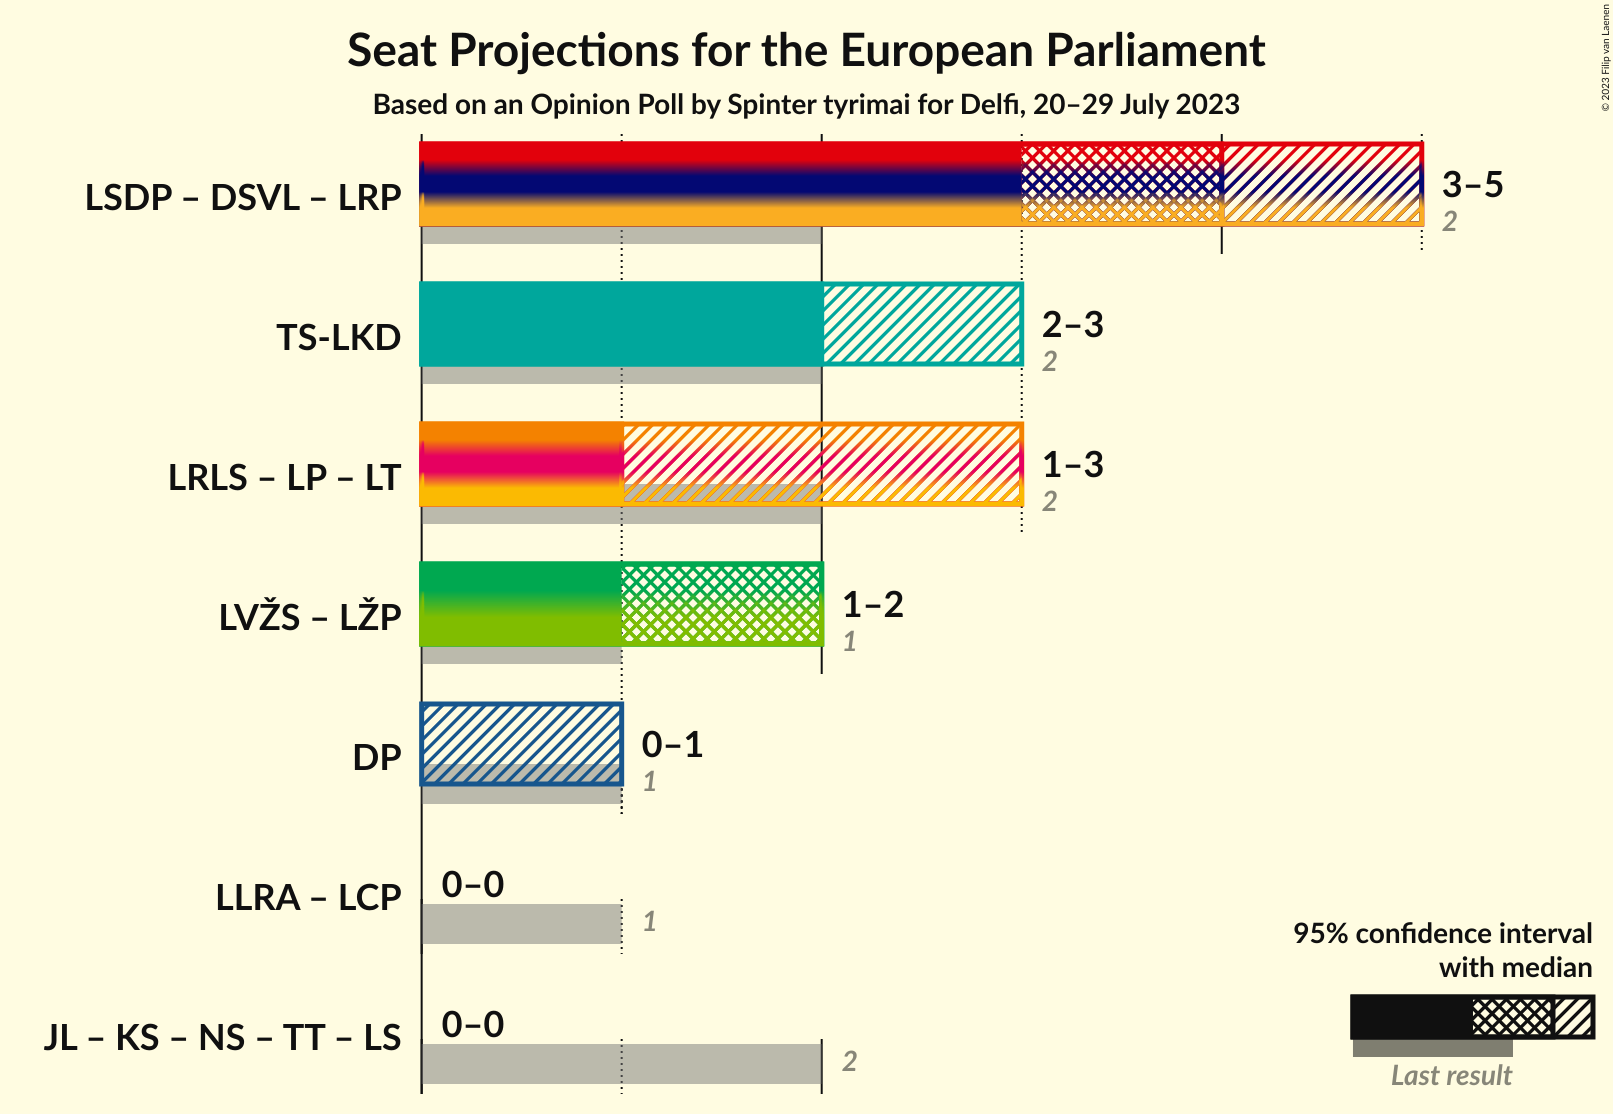 Seat Projections for the European Parliament
Based on an Opinion Poll by Spinter tyrimai for Delfi, 20–29 July 2023
© 2023 Filip van Laenen
LSDP – DSVL – LRP
3–5
2
TS-LKD
2–3
2
LRLS – LP – LT
1–3
2
LVŽS – LŽP
1–2
1
DP
0–1
1
LLRA – LCP
0–0
1
JL – KS – NS – TT – LS
0–0
2
95% confidence interval
with median
Last result